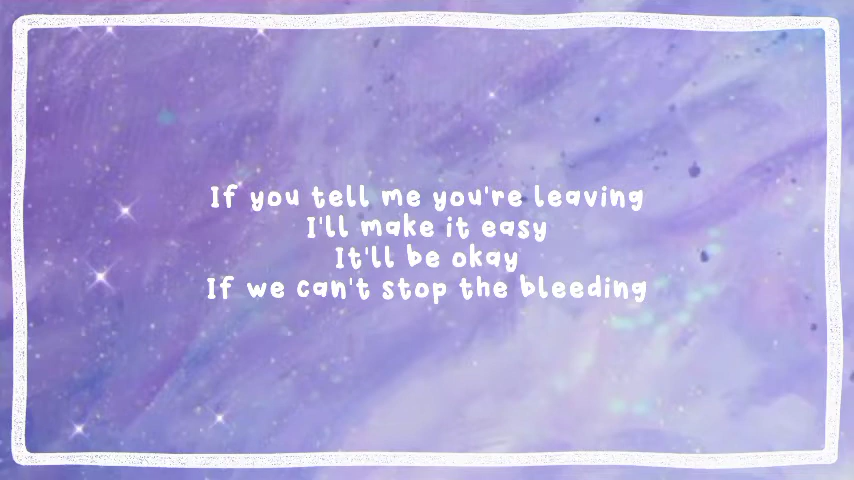 If you tell me you're leaving
I'll make it easy
It'll be okay
If we can't stop the bleeding